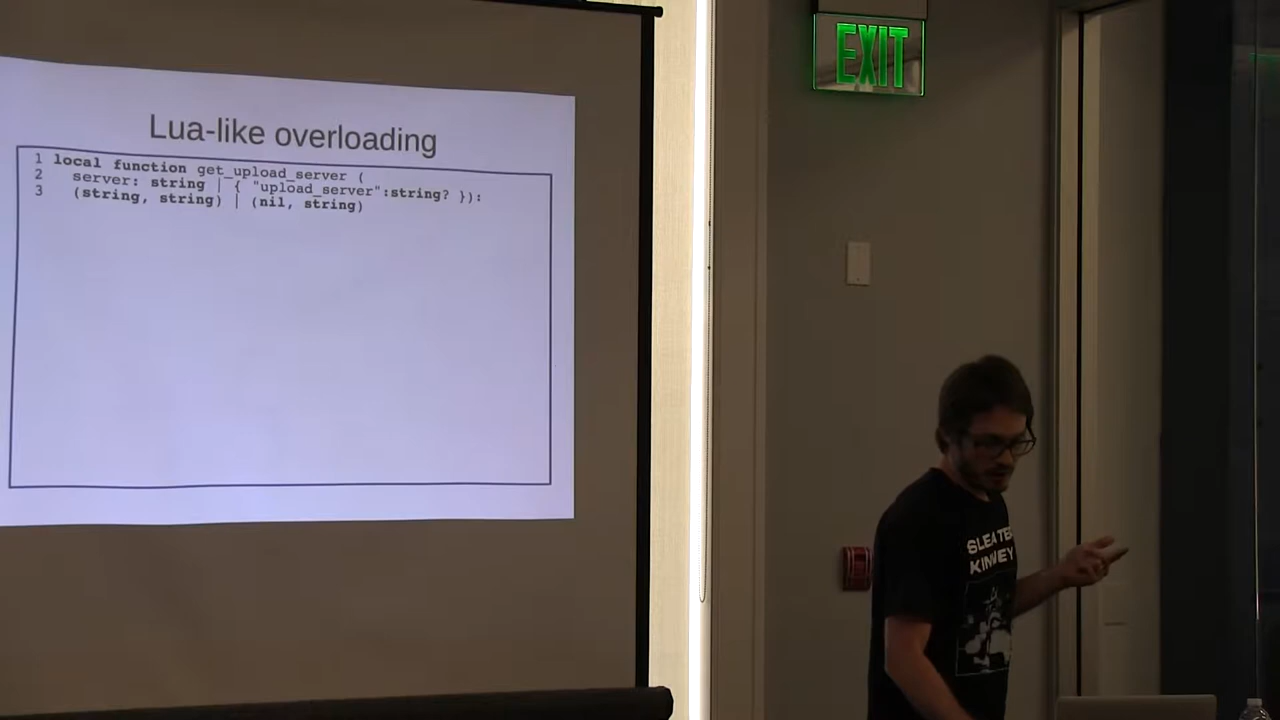 EXIT
Lua-like overloading
1 local function get_upload_server (
2 server: string | { "upload_server":string? }):
3 (string, string) | (nil, string)
SLEATER
KINNEY